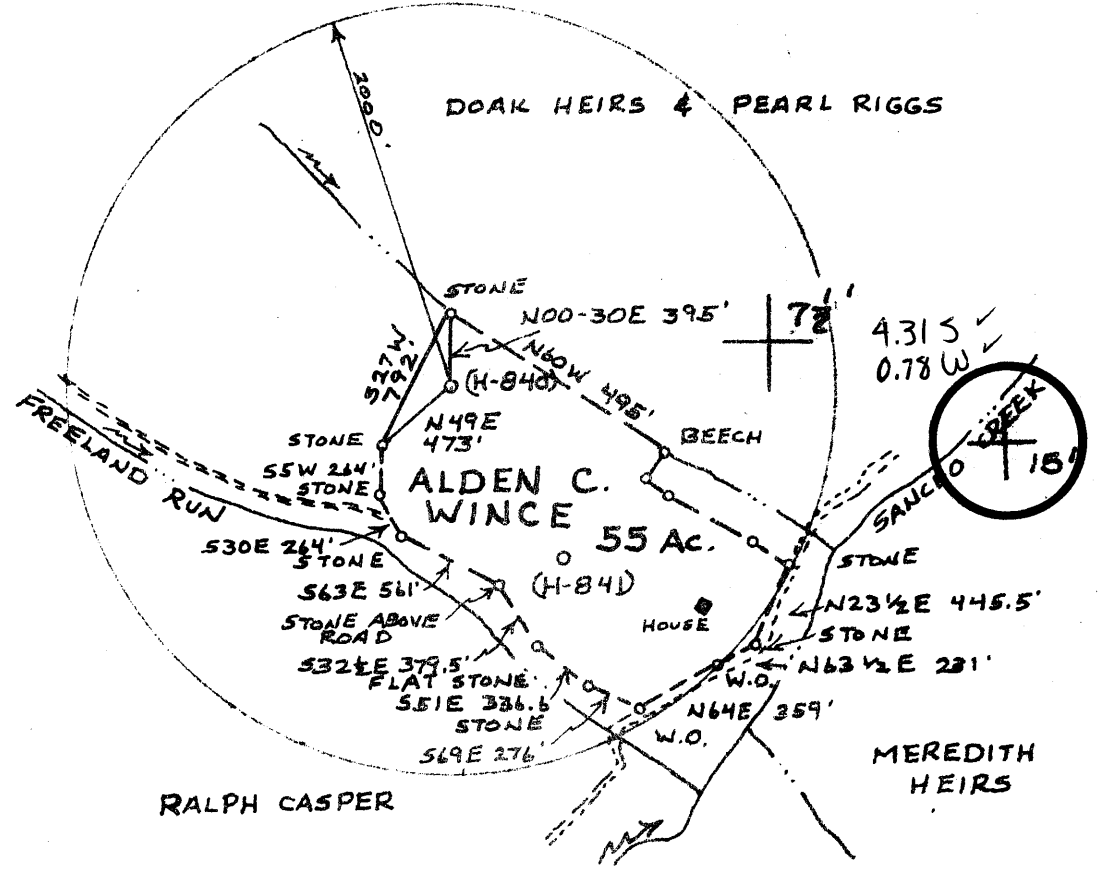 2000'
DOAK HEIRS & PEARL RIGGS
STONE
N00-30E 395'
7½'
4.31 S ✓
0.78 W ✓
S27W
792'
N60W 495'
(H-840)
N49E
473'
BEECH
CREEK
15'
SANCHO
FREELAND RUN
STONE
S5W 264'
STONE
ALDEN C.
WINCE
55 Ac.
S30E 264'
STONE
(H-841)
STONE
S63E 561'
HOUSE
N23½E 445.5'
STONE ABOVE
ROAD
STONE
S32½E 379.5'
N63½E 231'
FLAT STONE
W.O.
S51E 336.6
N64E 359'
STONE
W.O.
S69E 276'
MEREDITH
HEIRS
RALPH CASPER